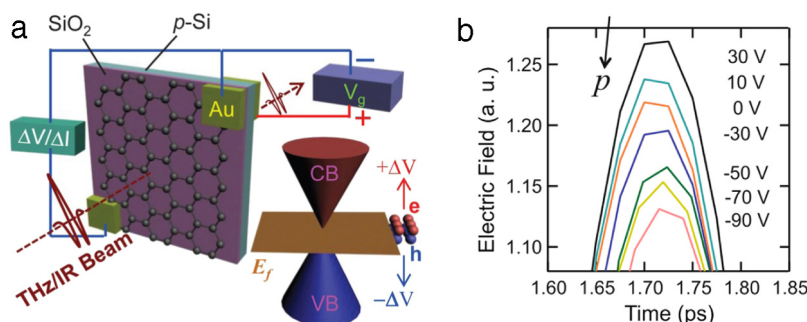 a
SiO2
p-Si
Au
Vg
−
+
ΔV/ΔI
THz/IR Beam
CB
+ΔV
e
h
Ef
VB
−ΔV
b
p
30 V
10 V
0 V
-30 V
-50 V
-70 V
-90 V
Electric Field (a. u.)
1.25
1.20
1.15
1.10
1.60 1.65 1.70 1.75 1.80 1.85
Time (ps)